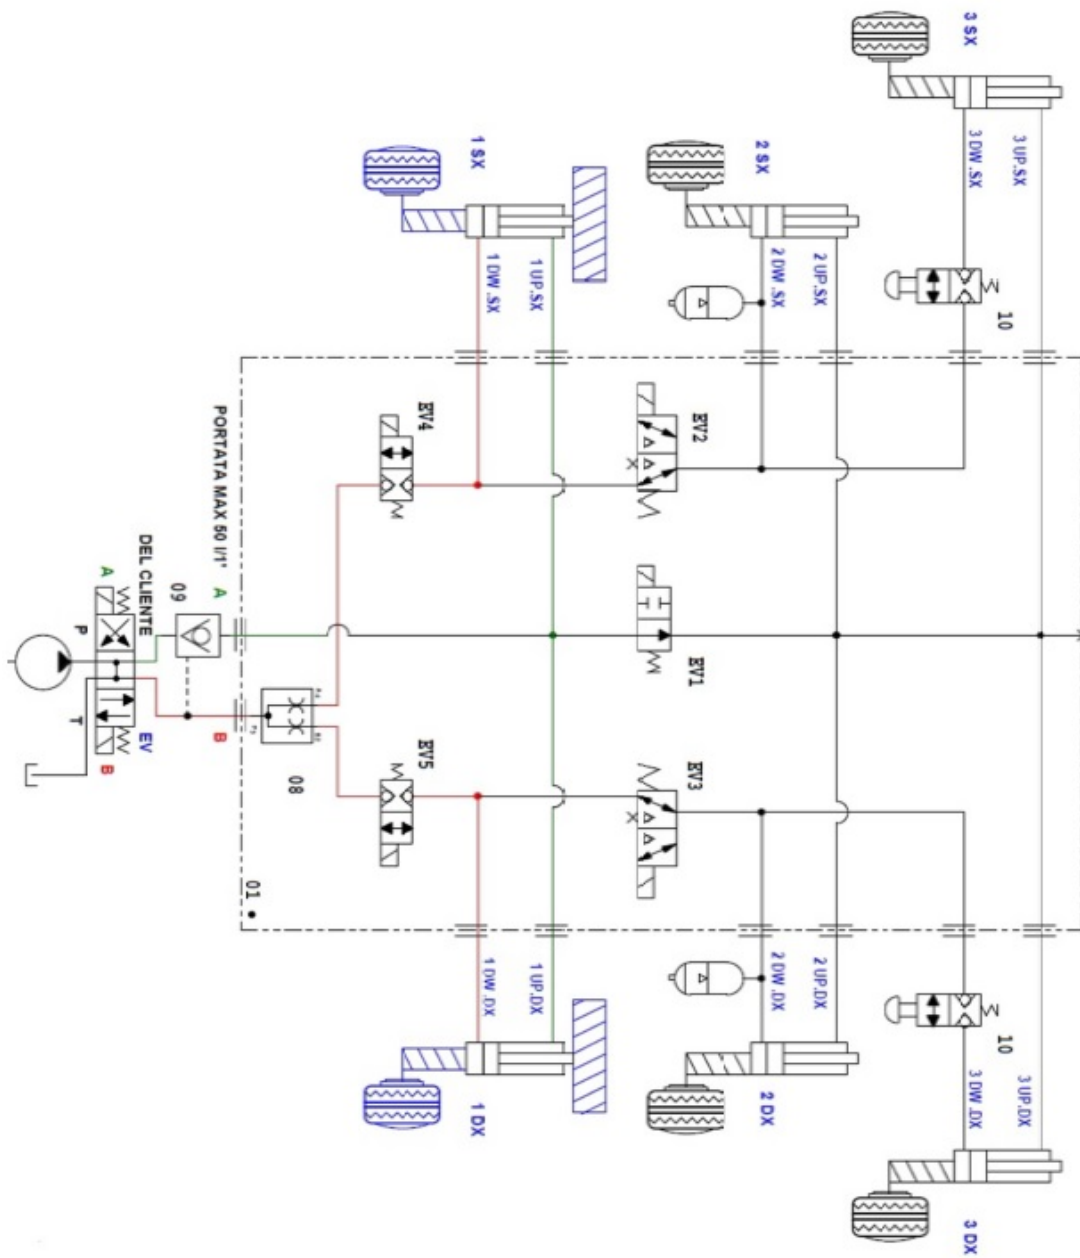 3 SX
3 DW .SX
3 UP.SX
1 SX
2 SX
1 DW .SX
1 UP.SX
2 DW .SX
2 UP.SX
10
EV4
EV2
PORTATA MAX 50 l/1'
DEL CLIENTE
A
09
A
P
EV1
T
EV
B
B
08
EV5
EV3
01
1 DW .DX
1 UP.DX
2 DW .DX
2 UP.DX
10
3 DW .DX
3 UP.DX
1 DX
2 DX
3 DX